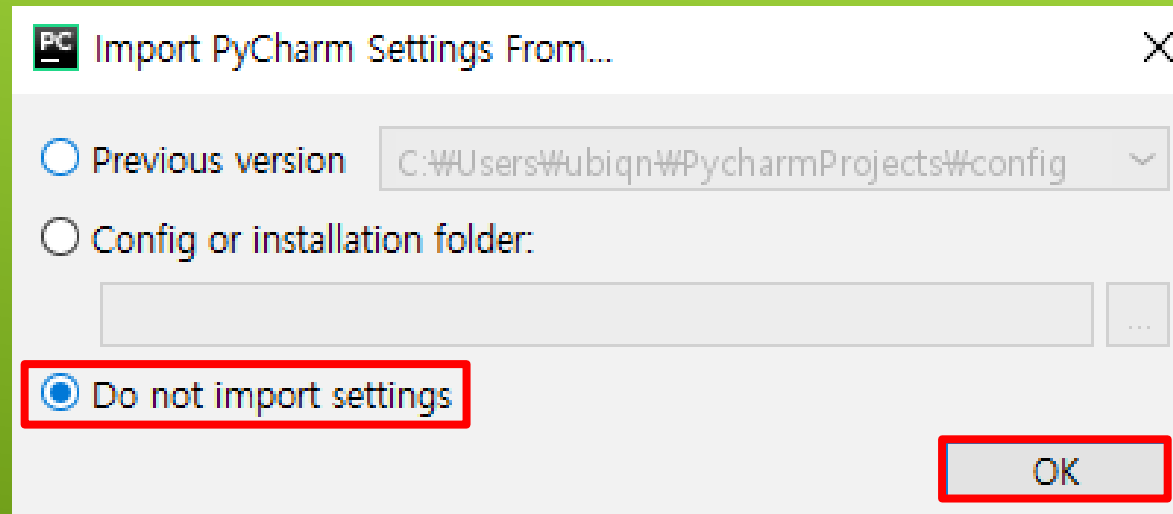 PC Import PyCharm Settings From...
Previous version C:₩Users₩ubiqn₩PycharmProjects₩config
Config or installation folder:
...
Do not import settings
OK